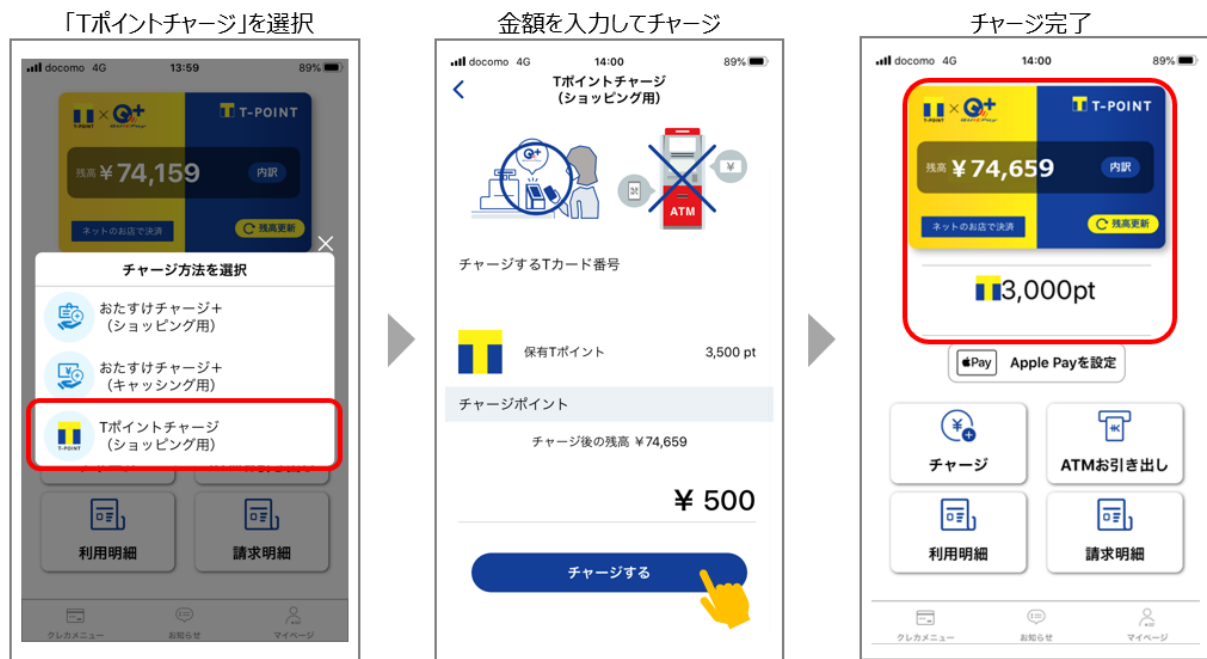 「Tポイントチャージ」を選択
docomo 4G 13:59 89%
T-POINT × Q+ QUICPay T-POINT
残高 ¥74,159 内訳
ネットのお店で決済 残高更新
チャージ方法を選択
おたすけチャージ+
(ショッピング用)
おたすけチャージ+
(キャッシング用)
Tポイントチャージ
(ショッピング用)
T-POINT
利用明細 請求明細
クレカメニュー お知らせ マイページ
金額を入力してチャージ
docomo 4G 14:00 89%
Tポイントチャージ
(ショッピング用)
Q+
¥
ATM
チャージするTカード番号
保有Tポイント 3,500 pt
チャージポイント
チャージ後の残高 ¥74,659
¥ 500
チャージする
チャージ完了
docomo 4G 14:00 89%
T-POINT × Q+ QUICPay T-POINT
残高 ¥74,659 内訳
ネットのお店で決済 残高更新
3,000pt
Pay Apple Payを設定
チャージ ATMお引き出し
利用明細 請求明細
クレカメニュー お知らせ マイページ